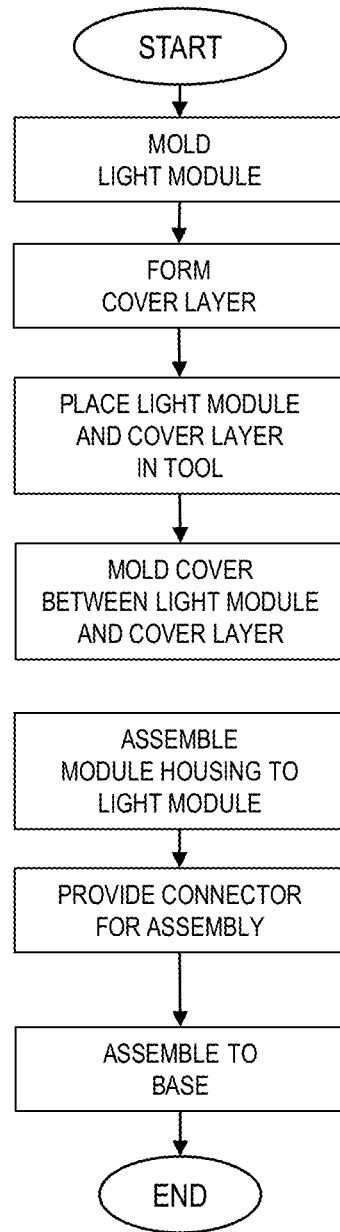 START
MOLD
LIGHT MODULE
FORM
COVER LAYER
PLACE LIGHT MODULE
AND COVER LAYER
IN TOOL
MOLD COVER
BETWEEN LIGHT MODULE
AND COVER LAYER
ASSEMBLE
MODULE HOUSING TO
LIGHT MODULE
PROVIDE CONNECTOR
FOR ASSEMBLY
ASSEMBLE TO
BASE
END